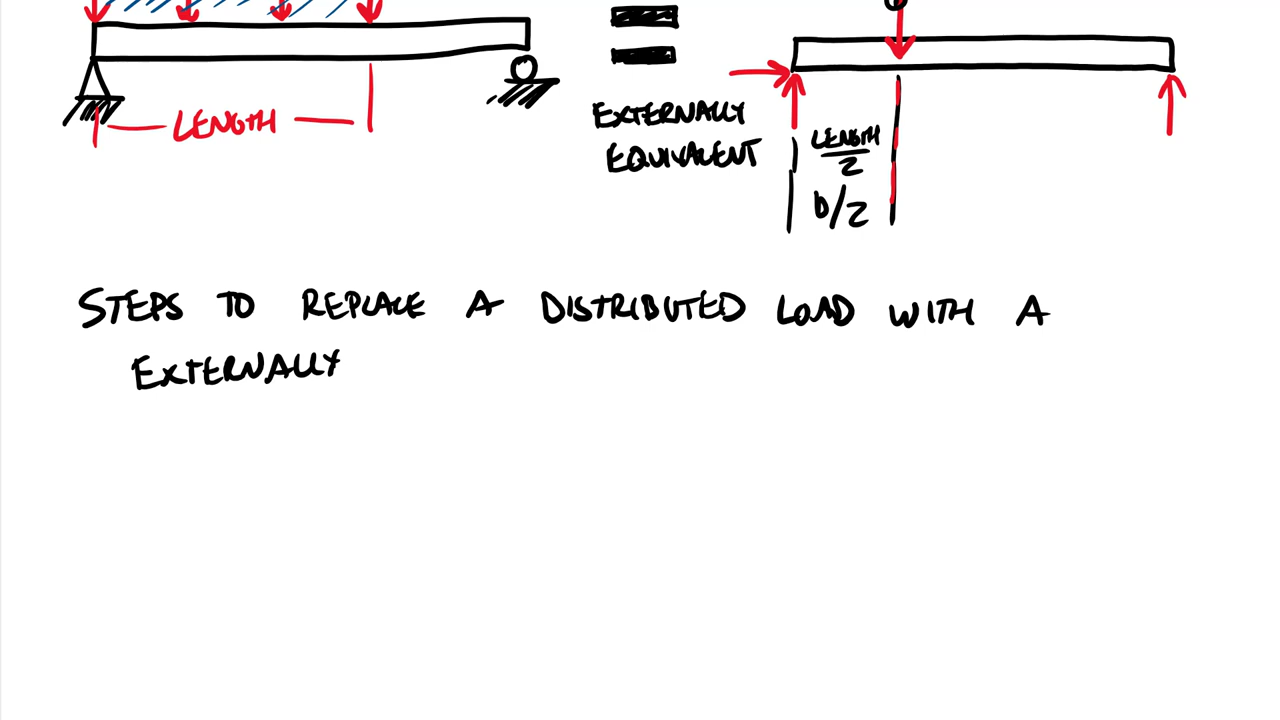 LENGTH
EXTERNALLY
EQUIVALENT
LENGTH
2
b/2
STEPS TO REPLACE A DISTRIBUTED LOAD WITH A
EXTERNALLY